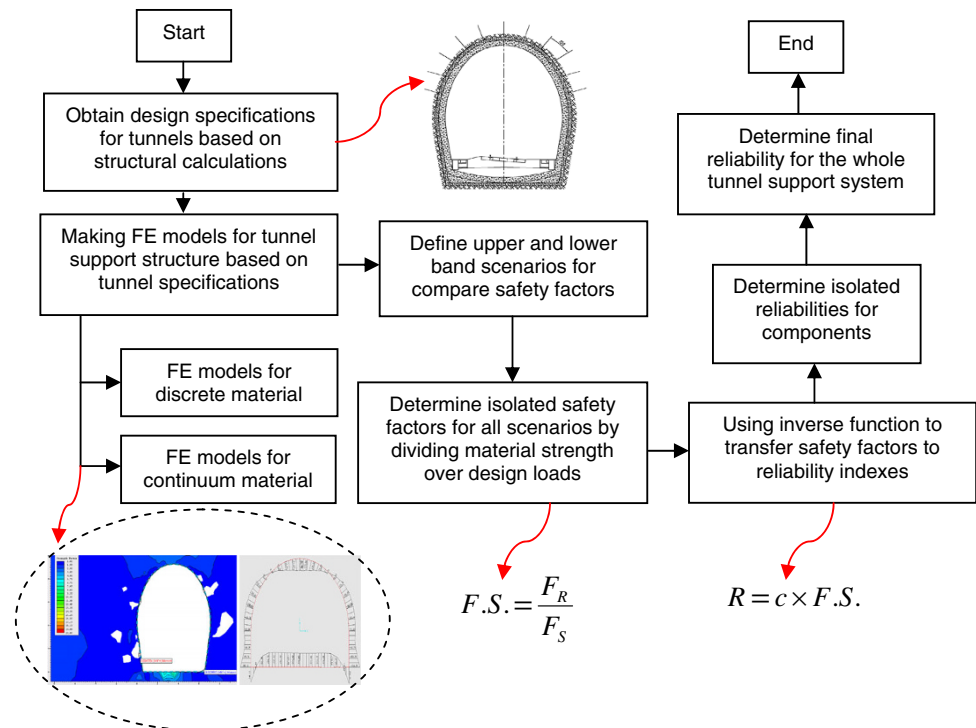 Start
Obtain design specifications
for tunnels based on
structural calculations
Making FE models for tunnel
support structure based on
tunnel specifications
FE models for
discrete material
FE models for
continuum material
Define upper and lower
band scenarios for
compare safety factors
Determine isolated safety
factors for all scenarios by
dividing material strength
over design loads
F.S. = F_R / F_S
Using inverse function to
transfer safety factors to
reliability indexes
R = c × F.S.
Determine isolated
reliabilities for
components
Determine final
reliability for the whole
tunnel support system
End